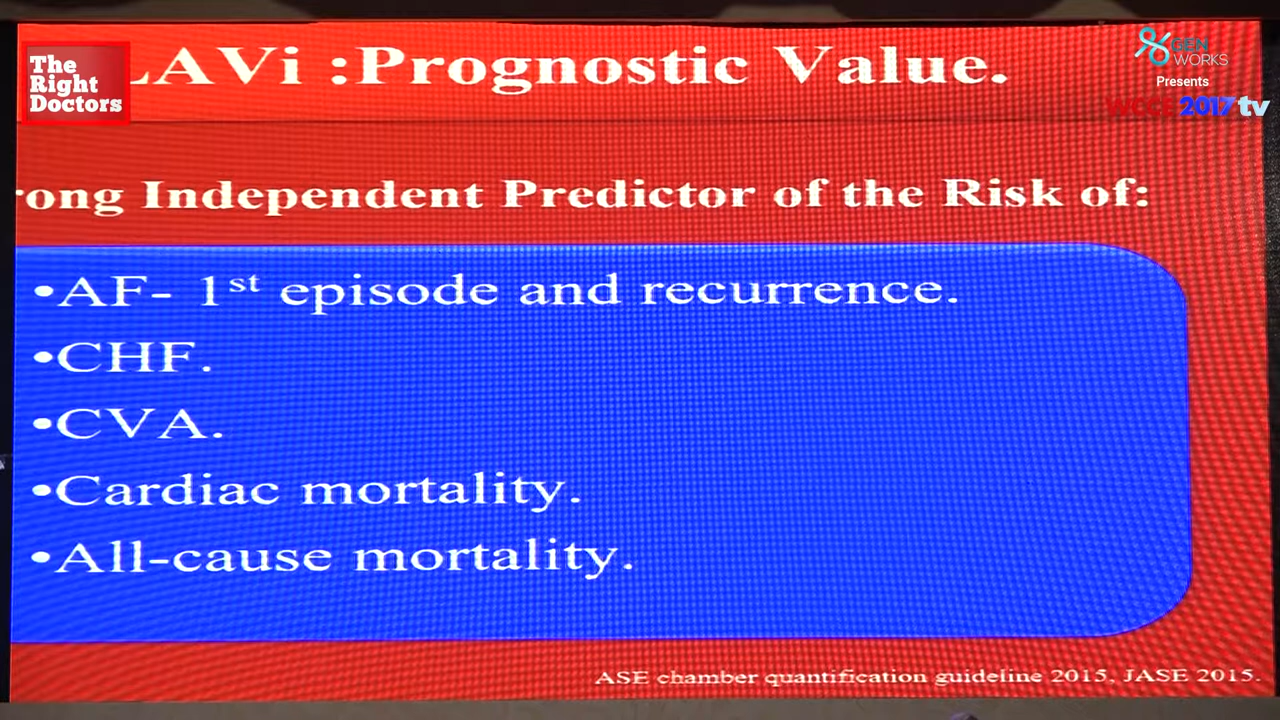 The
Right
Doctors
LAVi :Prognostic Value.
GEN
WORKS
Presents
2017 tv
rong Independent Predictor of the Risk of:
•AF- 1st episode and recurrence.
•CHF.
•CVA.
•Cardiac mortality.
•All-cause mortality.
ASE chamber quantification guideline 2015, JASE 2015.